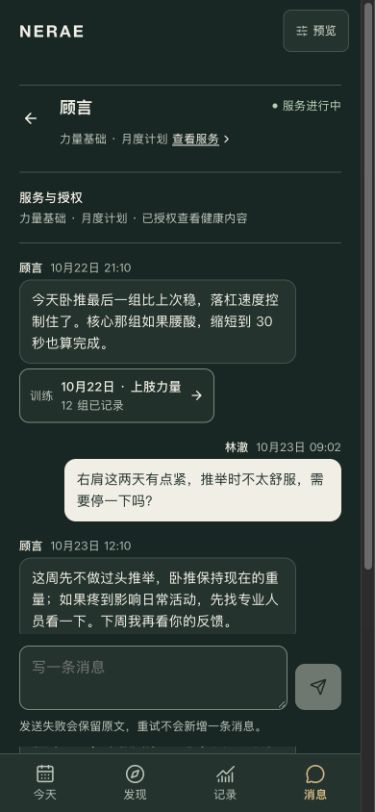 NERAE
预览
顾言
服务进行中
力量基础 · 月度计划 查看服务
服务与授权
力量基础 · 月度计划 · 已授权查看健康内容
顾言 10月22日 21:10
今天卧推最后一组比上次稳，落杠速度控
制住了。核心那组如果腰酸，缩短到 30
秒也算完成。
训练
10月22日 · 上肢力量
12 组已记录
林澈 10月23日 09:02
右肩这两天有点紧，推举时不太舒服，需
要停一下吗？
顾言 10月23日 12:10
这周先不做过头推举，卧推保持现在的重
量；如果疼到影响日常活动，先找专业人
员看一下。下周我再看你的反馈。
写一条消息
发送失败会保留原文，重试不会新增一条消息。
今天
发现
记录
消息